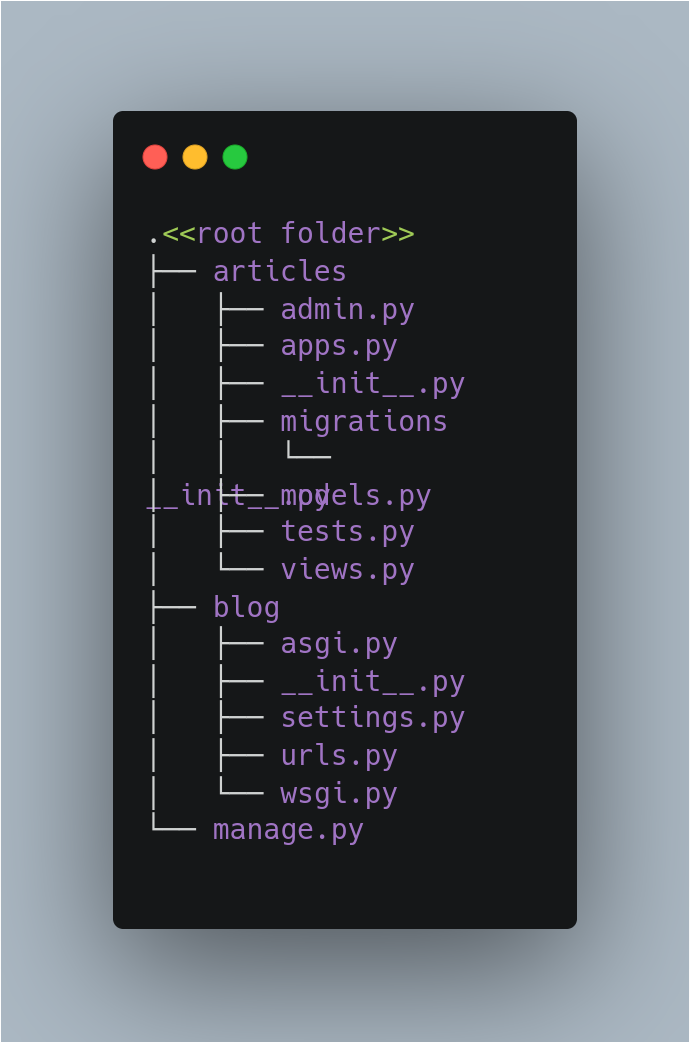 .<<root folder>>
├── articles
│   ├── admin.py
│   ├── apps.py
│   ├── __init__.py
│   ├── migrations
│   │   └──
__init__.py
│   ├── models.py
│   ├── tests.py
│   └── views.py
├── blog
│   ├── asgi.py
│   ├── __init__.py
│   ├── settings.py
│   ├── urls.py
│   └── wsgi.py
└── manage.py